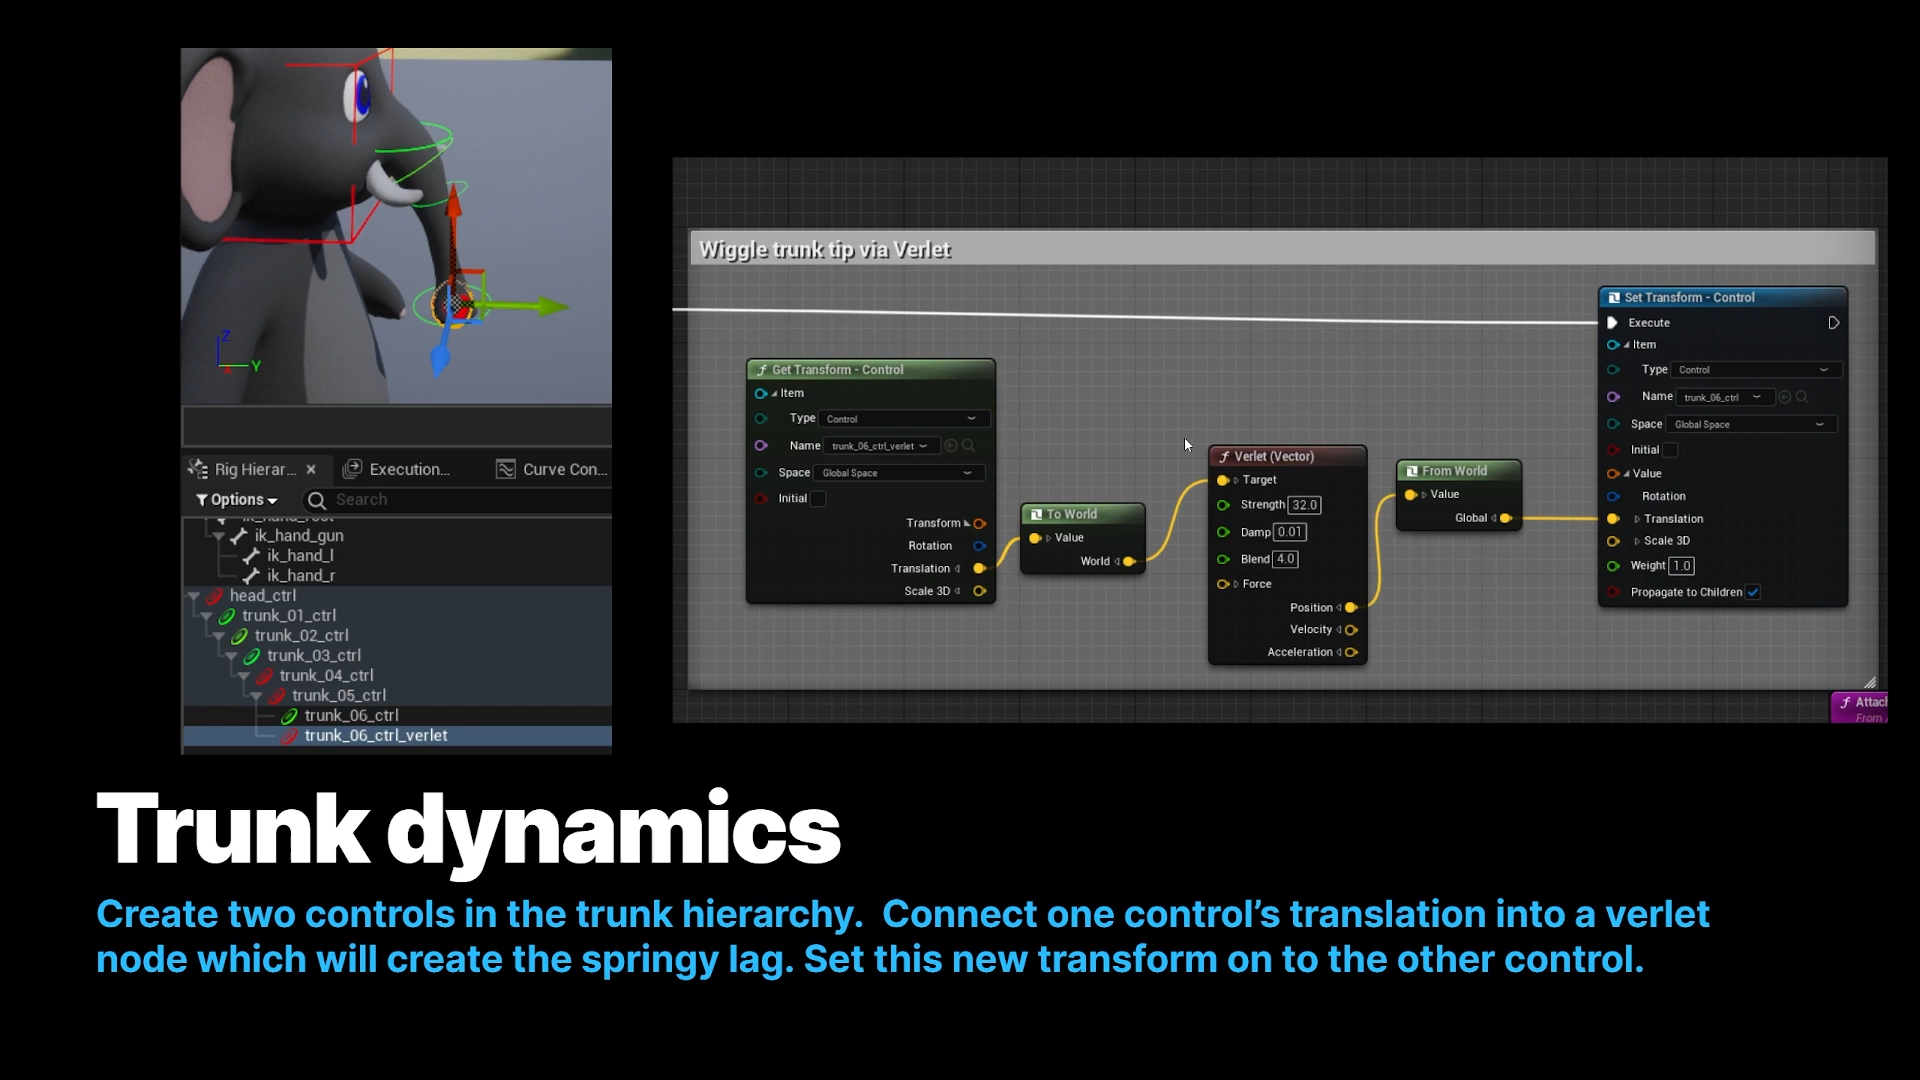 Z
Y
Rig Hierar...
Execution...
Curve Con...
Options
Search
ik_hand_root
ik_hand_gun
ik_hand_l
ik_hand_r
head_ctrl
trunk_01_ctrl
trunk_02_ctrl
trunk_03_ctrl
trunk_04_ctrl
trunk_05_ctrl
trunk_06_ctrl
trunk_06_ctrl_verlet
Wiggle trunk tip via Verlet
Get Transform - Control
Item
Type Control
Name trunk_06_ctrl_verlet
Space Global Space
Initial
Transform
Rotation
Translation
Scale 3D
To World
Value
World
Verlet (Vector)
Target
Strength 32.0
Damp 0.01
Blend 4.0
Force
Position
Velocity
Acceleration
From World
Value
Global
Set Transform - Control
Execute
Item
Type Control
Name trunk_06_ctrl
Space Global Space
Initial
Value
Rotation
Translation
Scale 3D
Weight 1.0
Propagate to Children
Trunk dynamics
Create two controls in the trunk hierarchy.  Connect one control’s translation into a verlet
node which will create the springy lag. Set this new transform on to the other control.